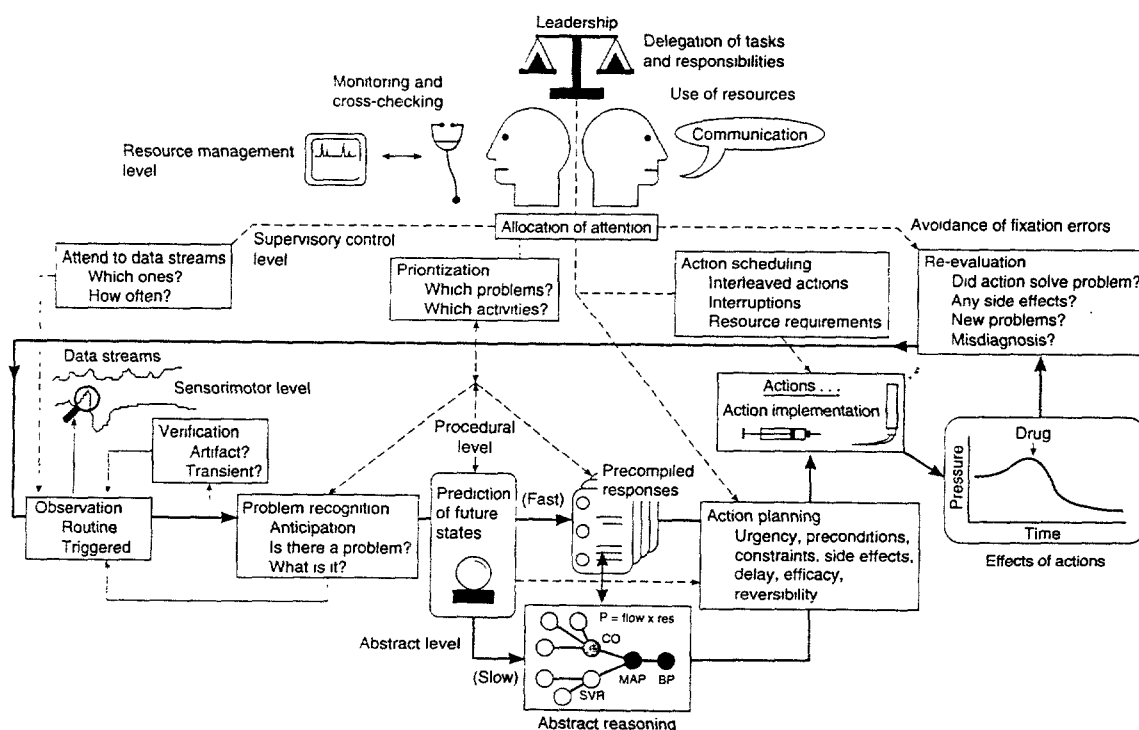 Leadership
Delegation of tasks
and responsibilities
Monitoring and
cross-checking
Use of resources
Communication
Resource management
level
Allocation of attention
Avoidance of fixation errors
Supervisory control
level
Attend to data streams
Which ones?
How often?
Prioritization
Which problems?
Which activities?
Action scheduling
Interleaved actions
Interruptions
Resource requirements
Re-evaluation
Did action solve problem?
Any side effects?
New problems?
Misdiagnosis?
Data streams
Sensorimotor level
Verification
Artifact?
Transient?
Procedural
level
Actions . . .
Action implementation
Observation
Routine
Triggered
Problem recognition
Anticipation
Is there a problem?
What is it?
Prediction
of future
states
(Fast)
Precompiled
responses
Action planning
Urgency, preconditions,
constraints, side effects,
delay, efficacy,
reversibility
Drug
Pressure
Time
Effects of actions
Abstract level
(Slow)
P = flow x res
CO
MAP
BP
SVR
Abstract reasoning